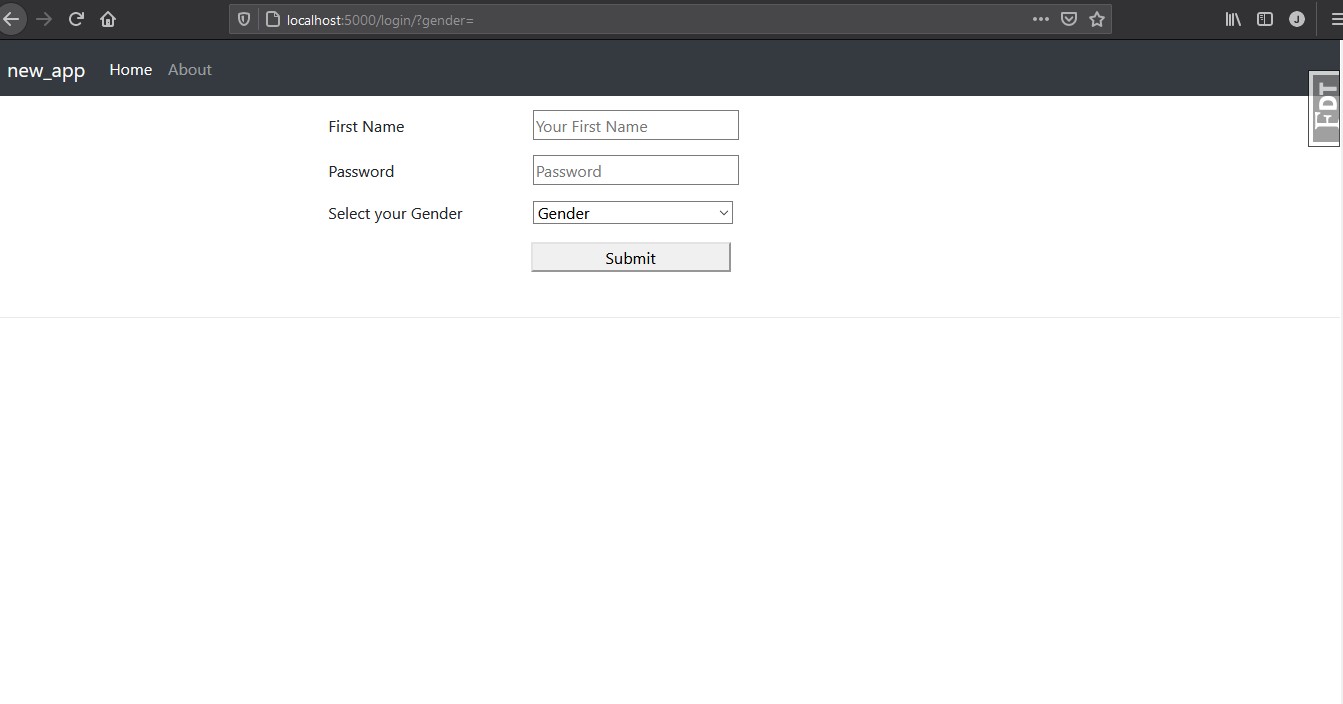 localhost:5000/login/?gender=
J
new_app Home About
FDT
First Name Your First Name
Password Password
Select your Gender Gender
Submit